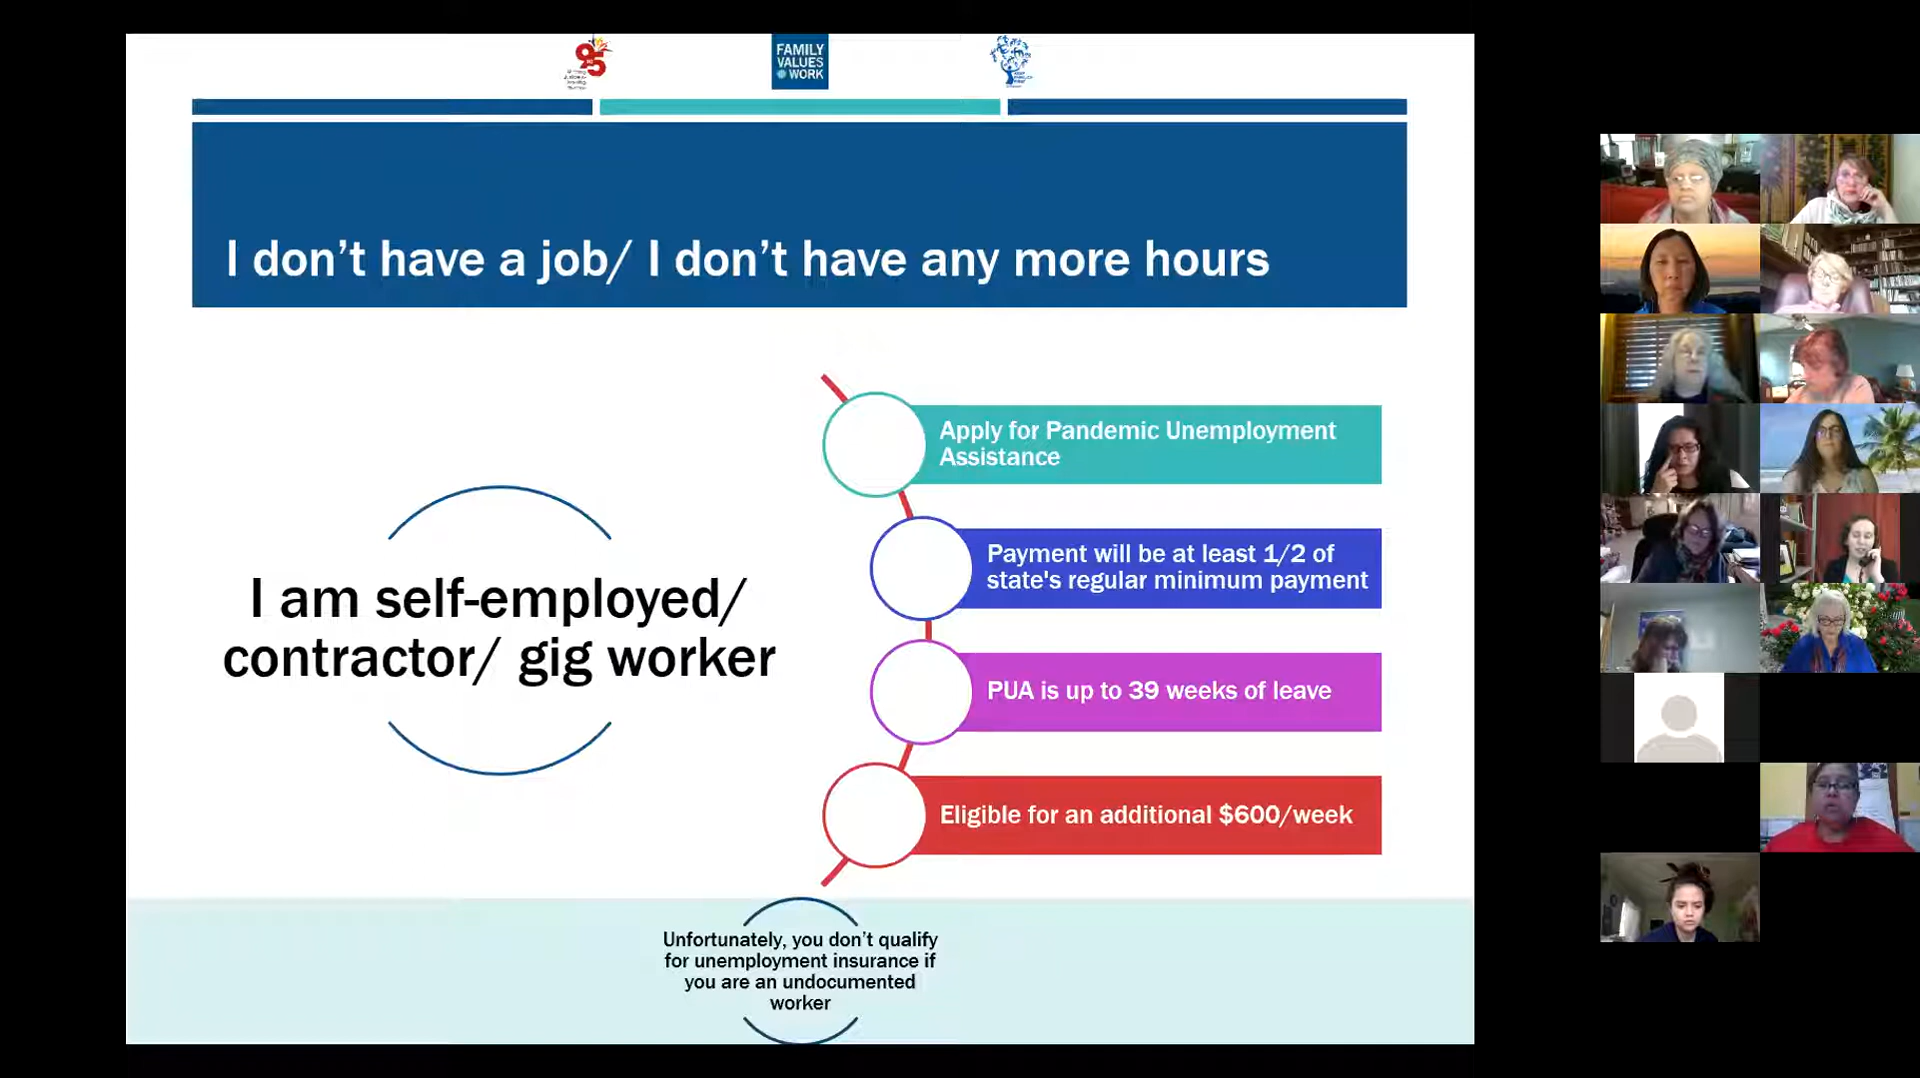 95
FAMILY
VALUES
WORK
I don't have a job/ I don't have any more hours
I am self-employed/
contractor/ gig worker
Apply for Pandemic Unemployment
Assistance
Payment will be at least 1/2 of
state's regular minimum payment
PUA is up to 39 weeks of leave
Eligible for an additional $600/week
Unfortunately, you don't qualify
for unemployment insurance if
you are an undocumented
worker